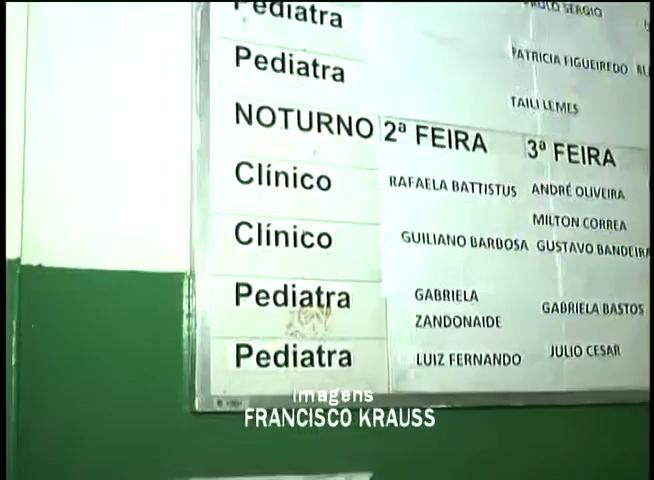 Pediatra PAULO SERGIO
Pediatra PATRICIA FIGUEIREDO
TAILI LEMES
NOTURNO 2ª FEIRA 3ª FEIRA
Clínico RAFAELA BATTISTUS ANDRÉ OLIVEIRA
MILTON CORREA
Clínico GUILIANO BARBOSA GUSTAVO BANDEIRA
Pediatra GABRIELA ZANDONAIDE GABRIELA BASTOS
Pediatra LUIZ FERNANDO JULIO CESAR
Imagens
FRANCISCO KRAUSS